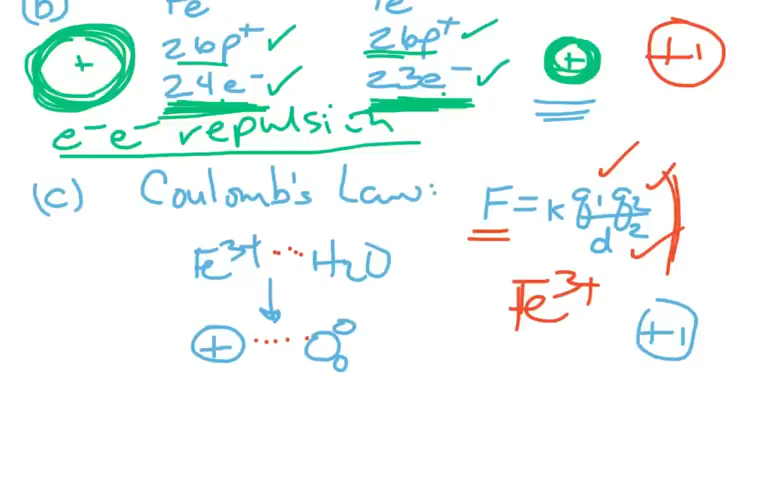 (b) Fe Fe
+ 26p⁺ ✓ 26p⁺ ✓ + +1
24e⁻ ✓ 23e⁻ ✓
e⁻e⁻ repulsion
(c) Coulomb's Law: F = k q₁q₂/d²
Fe³⁺ ... H₂O Fe³⁺
+ .... +1